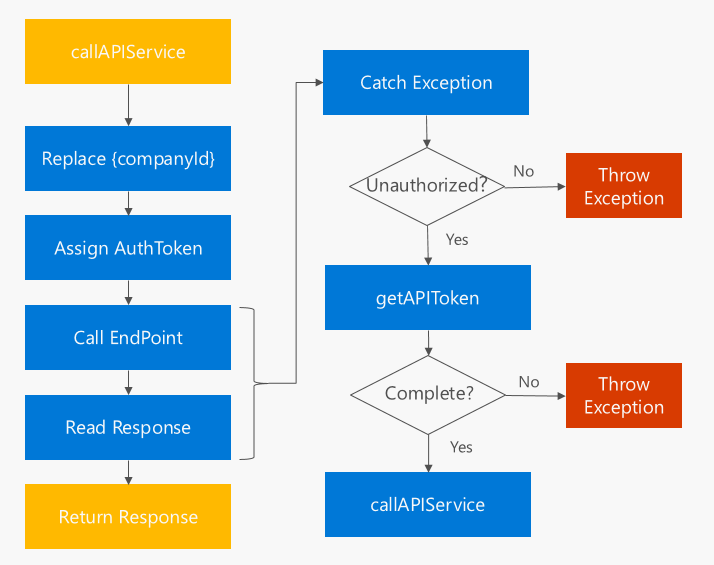 callAPIService
Replace {companyId}
Assign AuthToken
Call EndPoint
Read Response
Return Response
Catch Exception
Unauthorized?
No
Throw
Exception
Yes
getAPIToken
Complete?
No
Throw
Exception
Yes
callAPIService